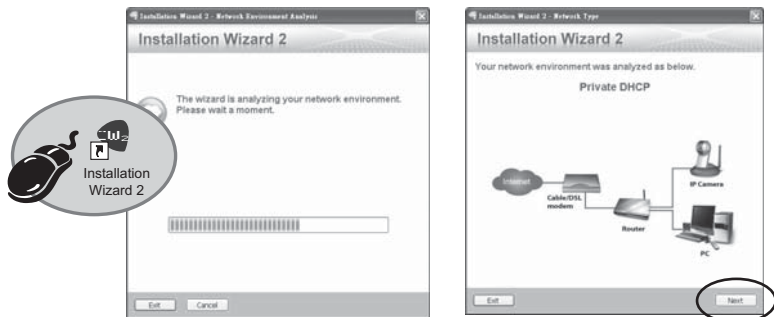 Installation Wizard 2 - Network Environment Analysis
Installation Wizard 2
The wizard is analyzing your network environment.
Please wait a moment.
IW2
Installation
Wizard 2
Exit
Cancel
Installation Wizard 2 - Network Type
Installation Wizard 2
Your network environment was analyzed as below.
Private DHCP
Internet
Cable/DSL
modem
IP Camera
Router
PC
Exit
Next